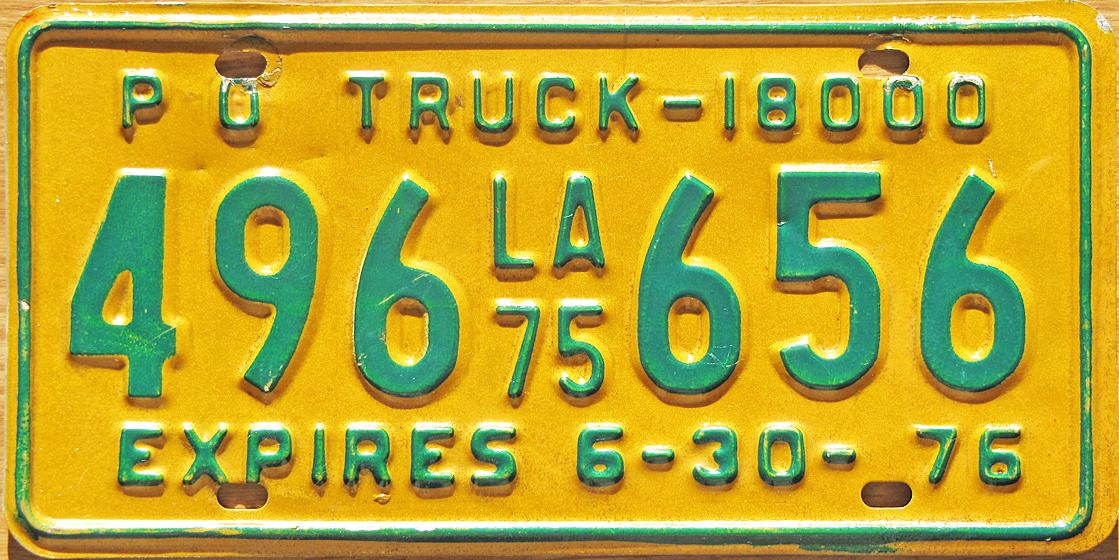 P O TRUCK-18000
496 LA 75 656
EXPIRES 6-30-76